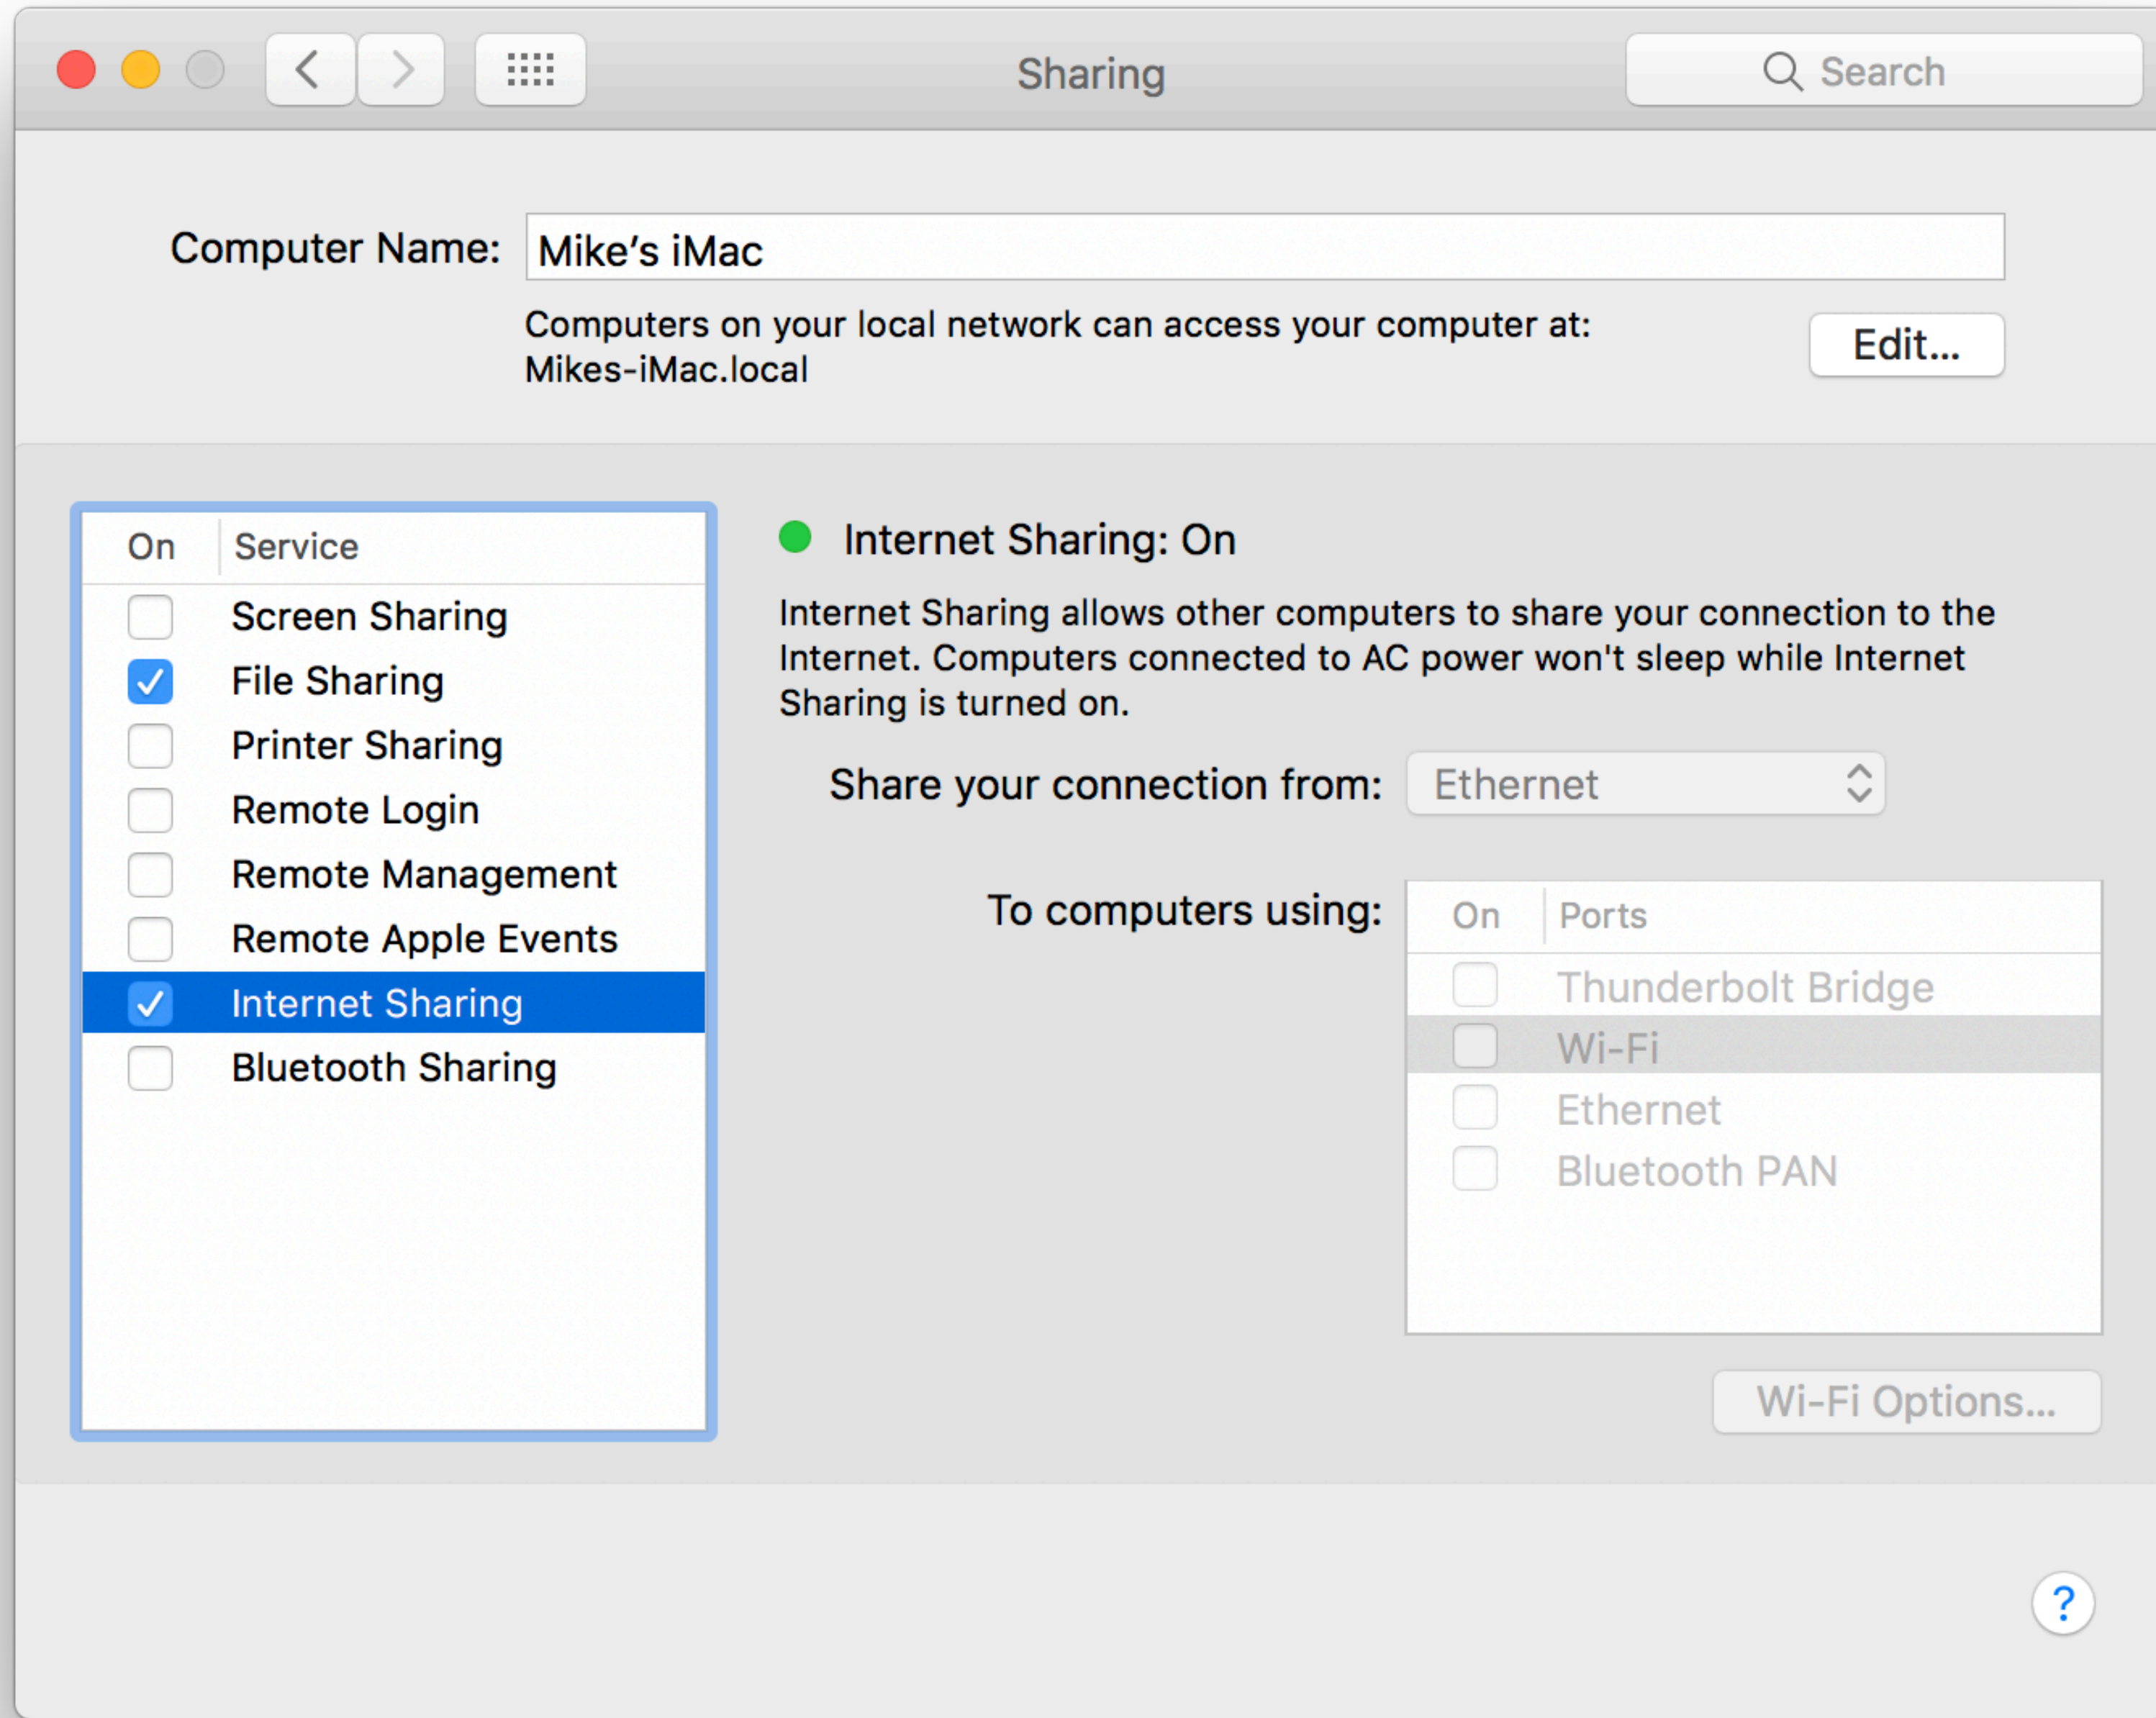 Sharing
Search
Computer Name:
Mike’s iMac
Computers on your local network can access your computer at:
Mikes-iMac.local
Edit...
On
Service
Screen Sharing
File Sharing
Printer Sharing
Remote Login
Remote Management
Remote Apple Events
Internet Sharing
Bluetooth Sharing
Internet Sharing: On
Internet Sharing allows other computers to share your connection to the
Internet. Computers connected to AC power won't sleep while Internet
Sharing is turned on.
Share your connection from:
Ethernet
To computers using:
On
Ports
Thunderbolt Bridge
Wi-Fi
Ethernet
Bluetooth PAN
Wi-Fi Options...
?